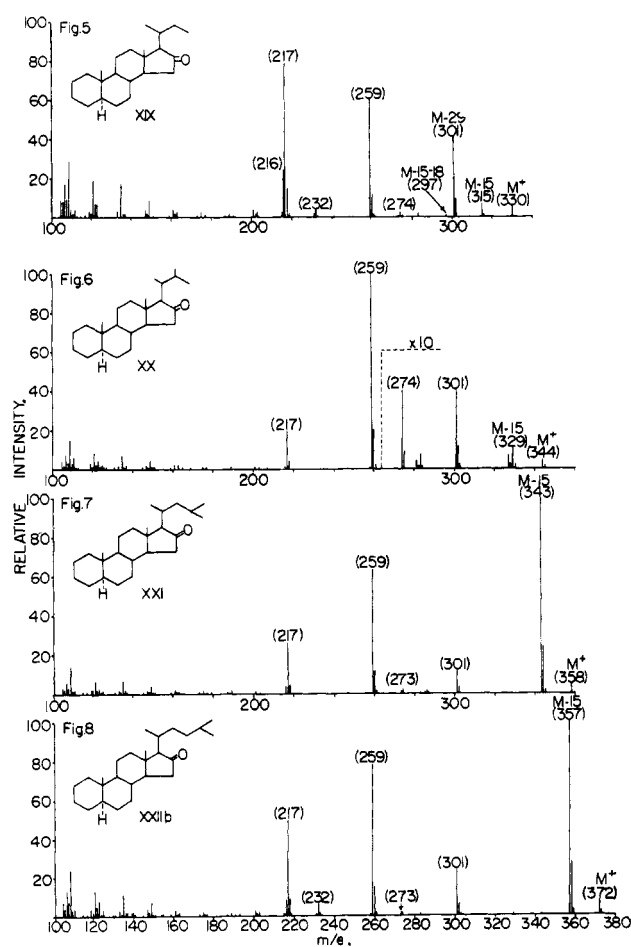 Fig.5
100
80
60
40
20
O
H XIX
(217)
(216)
(232)
(259)
(274)
M-15-18
(297)
M-29
(301)
M-15
(315)
M+
(330)
100 200 300
Fig.6
100
80
60
40
20
O
H XX
(217)
(259)
x10
(274)
(301)
M-15
(329)
M+
(344)
100 200 300
RELATIVE INTENSITY.
Fig.7
100
80
60
40
20
O
H XXI
(217)
(259)
(273)
(301)
M-15
(343)
M+
(358)
200 300
Fig.8
100
80
60
40
20
O
H XXIIb
(217)
(232)
(259)
(273)
(301)
M-15
(357)
M+
(372)
100 120 140 160 180 200 220 240 260 280 300 320 340 360 380
m/e.